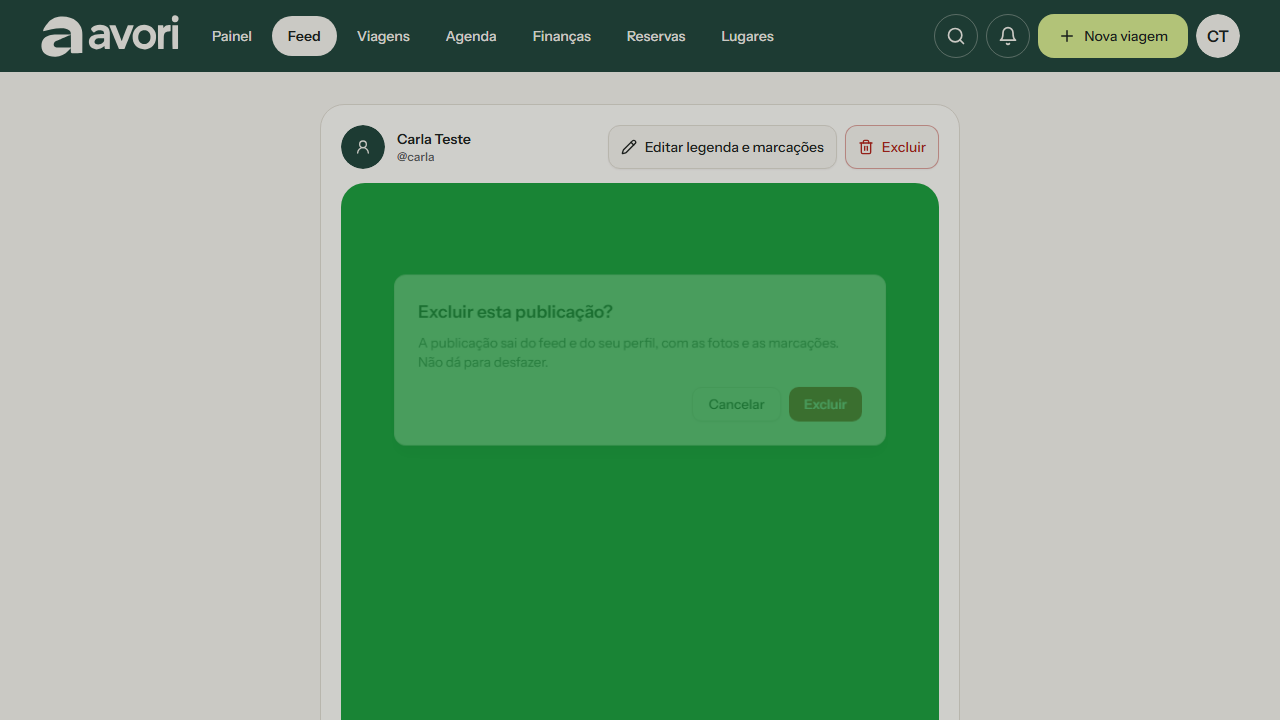 avori
Painel
Feed
Viagens
Agenda
Finanças
Reservas
Lugares
Nova viagem
CT
Carla Teste
@carla
Editar legenda e marcações
Excluir
Excluir esta publicação?
A publicação sai do feed e do seu perfil, com as fotos e as marcações.
Não dá para desfazer.
Cancelar
Excluir